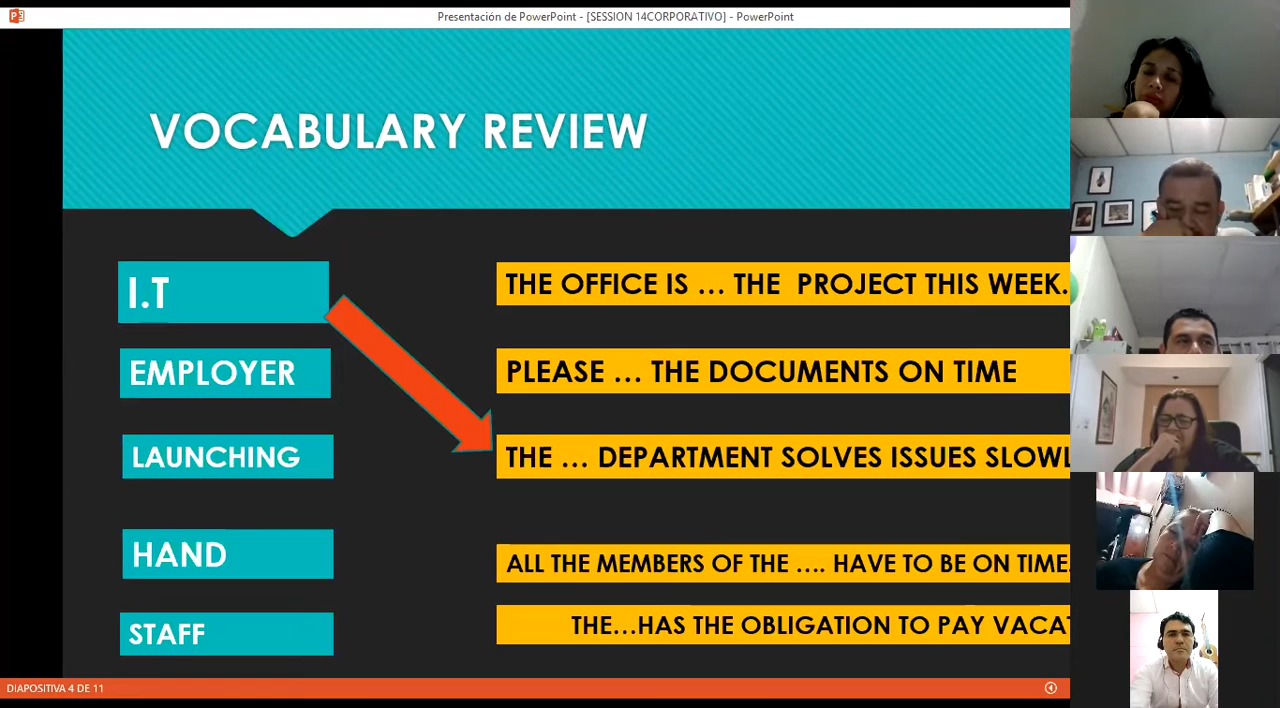 Presentación de PowerPoint - [SESSION 14CORPORATIVO] - PowerPoint
VOCABULARY REVIEW
I.T
THE OFFICE IS … THE PROJECT THIS WEEK.
EMPLOYER
PLEASE … THE DOCUMENTS ON TIME
LAUNCHING
THE … DEPARTMENT SOLVES ISSUES
HAND
ALL THE MEMBERS OF THE …. HAVE TO BE ON TIME.
STAFF
THE…HAS THE OBLIGATION TO PAY
DIAPOSITIVA 4 DE 11